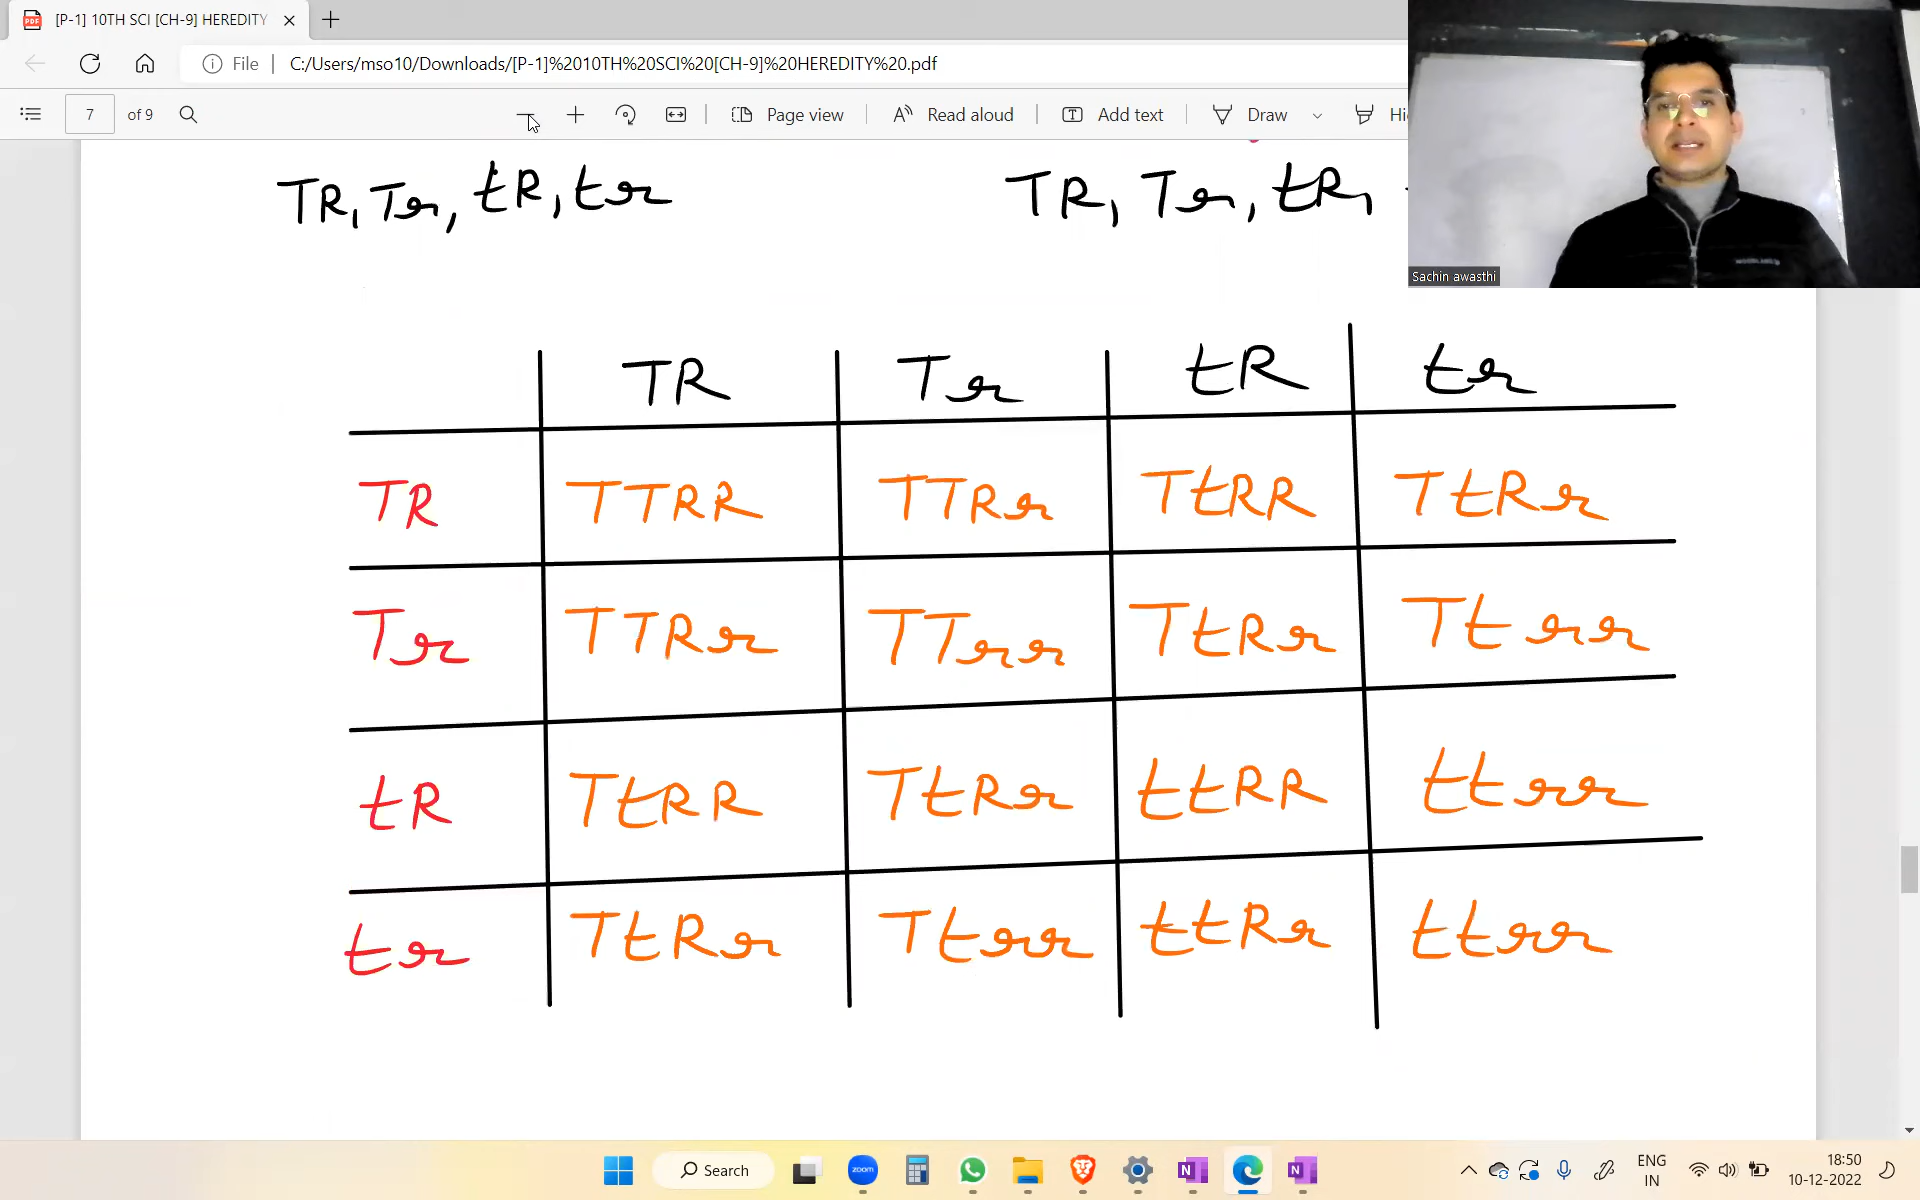 [P-1] 10TH SCI [CH-9] HEREDITY
File | C:/Users/mso10/Downloads/[P-1]%2010TH%20SCI%20[CH-9]%20HEREDITY%20.pdf
7 of 9 Page view Read aloud Add text Draw Hi
TR, Tr, tR, tr TR, Tr, tR,
Sachin awasthi
TR Tr tR tr
TR TTRR TTRr TtRR TtRr
Tr TTRr TTrr TtRr Ttrr
tR TtRR TtRr ttRR ttrr
tr TtRr Ttrr ttRr ttrr
Search zoom ENG 18:50
IN 10-12-2022